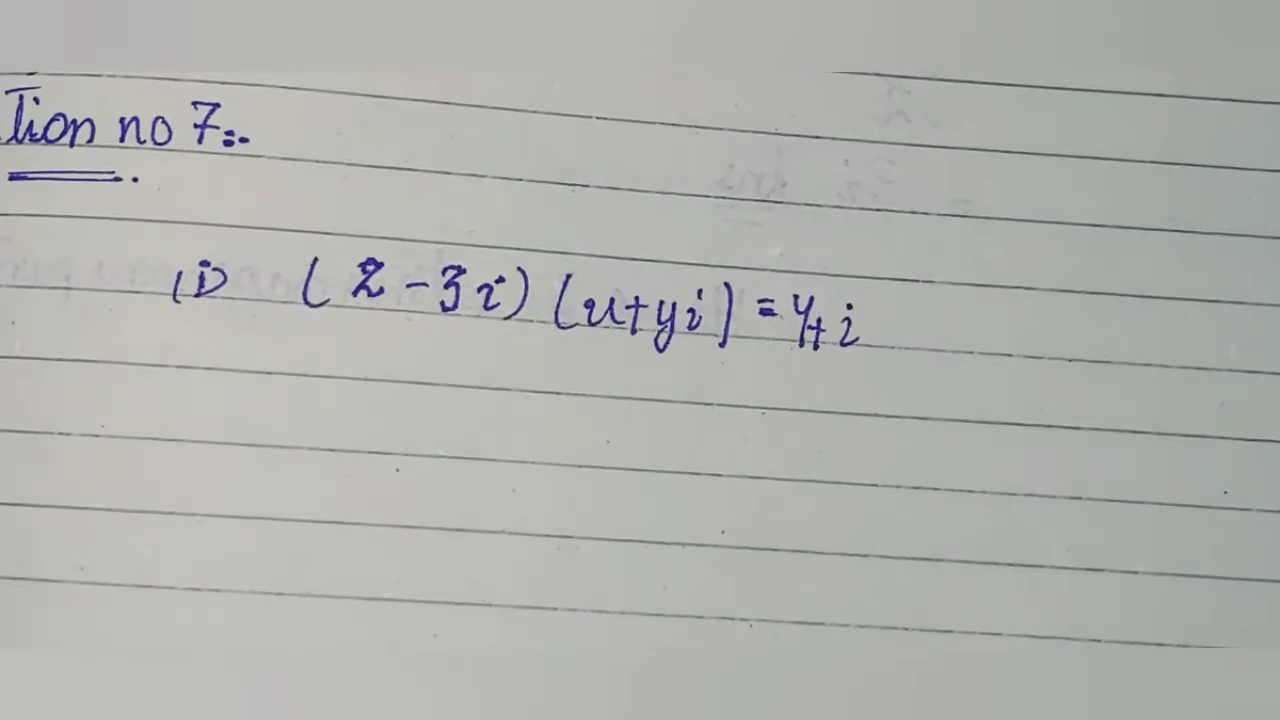 tion no 7:-
(i) (2-3i) (x+yi) = 4+i